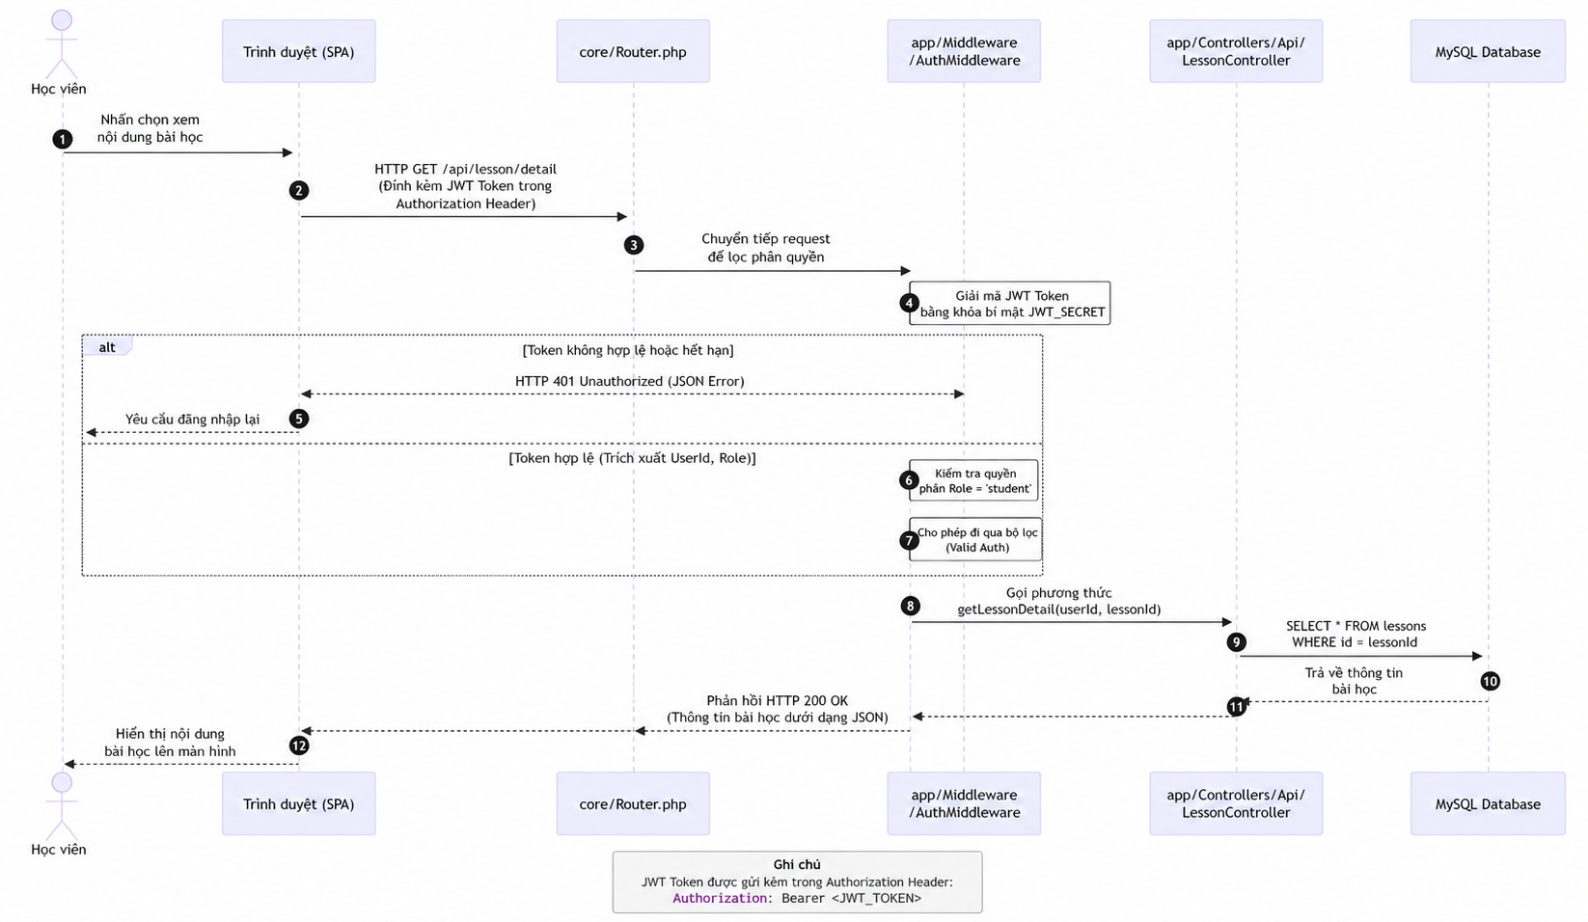 Học viên
Trình duyệt (SPA)
core/Router.php
app/Middleware
/AuthMiddleware
app/Controllers/Api/
LessonController
MySQL Database
1
Nhấn chọn xem
nội dung bài học
2
HTTP GET /api/lesson/detail
(Đính kèm JWT Token trong
Authorization Header)
3
Chuyển tiếp request
để lọc phân quyền
4
Giải mã JWT Token
bằng khóa bí mật JWT_SECRET
alt
[Token không hợp lệ hoặc hết hạn]
HTTP 401 Unauthorized (JSON Error)
5
Yêu cầu đăng nhập lại
[Token hợp lệ (Trích xuất UserId, Role)]
6
Kiểm tra quyền
phân Role = 'student'
7
Cho phép đi qua bộ lọc
(Valid Auth)
8
Gọi phương thức
getLessonDetail(userId, lessonId)
9
SELECT * FROM lessons
WHERE id = lessonId
10
Trả về thông tin
bài học
11
Phản hồi HTTP 200 OK
(Thông tin bài học dưới dạng JSON)
12
Hiển thị nội dung
bài học lên màn hình
Học viên
Trình duyệt (SPA)
core/Router.php
app/Middleware
/AuthMiddleware
app/Controllers/Api/
LessonController
MySQL Database
Ghi chú
JWT Token được gửi kèm trong Authorization Header:
Authorization: Bearer <JWT_TOKEN>